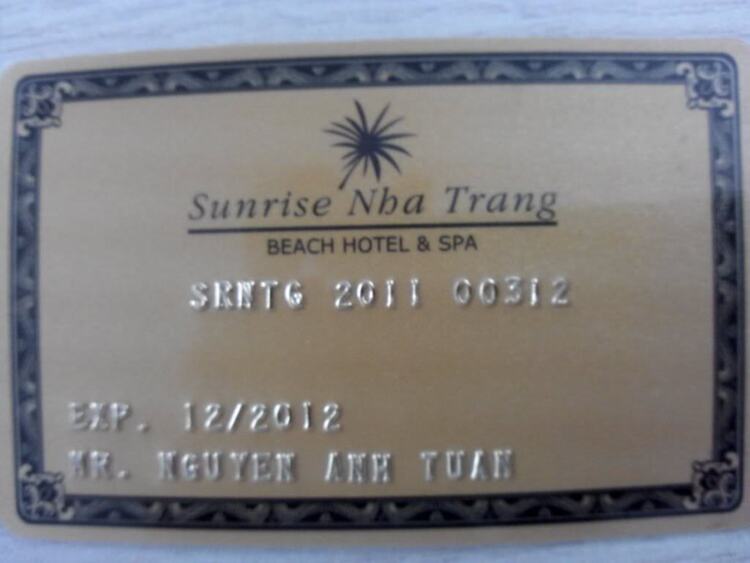 Sunrise Nha Trang
BEACH HOTEL & SPA
SRNTG 2011 00312
EXP. 12/2012
MR. NGUYEN ANH TUAN